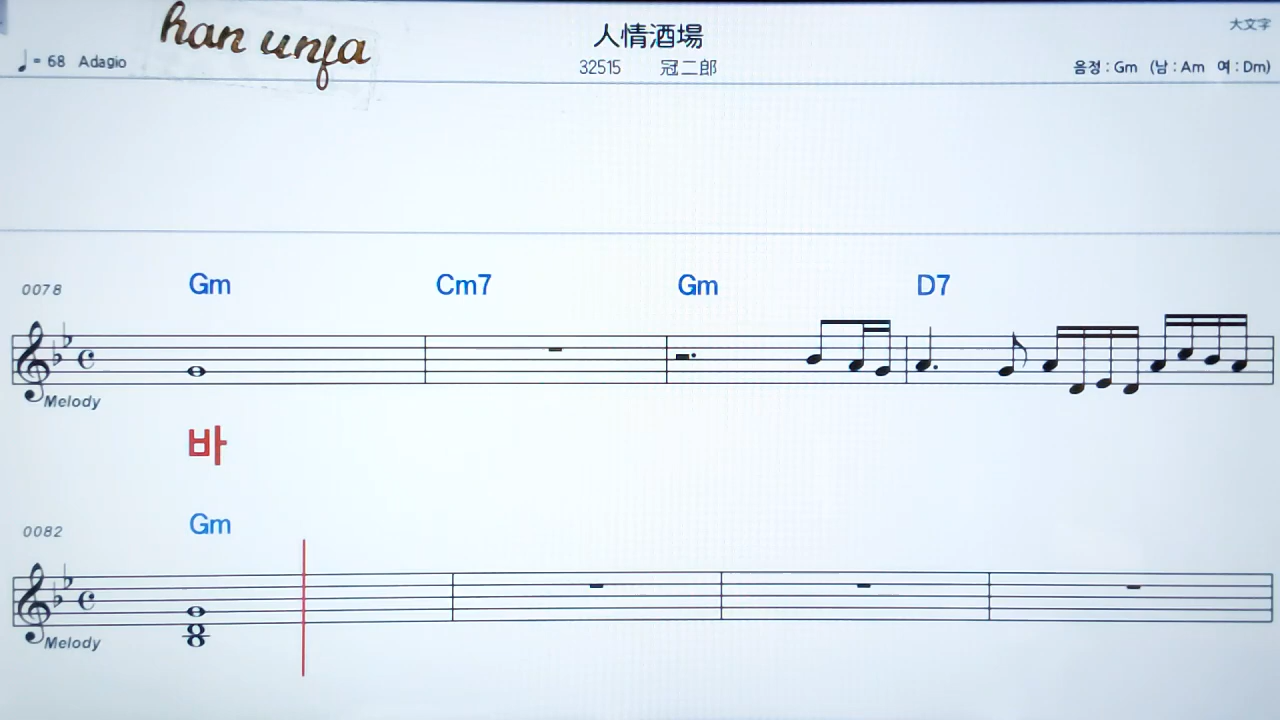 han unja
人情酒場
大文字
♩= 68 Adagio
32515 冠二郎
음정 : Gm (남 : Am 여 : Dm)
0078 Gm Cm7 Gm D7
Melody
바
0082 Gm
Melody